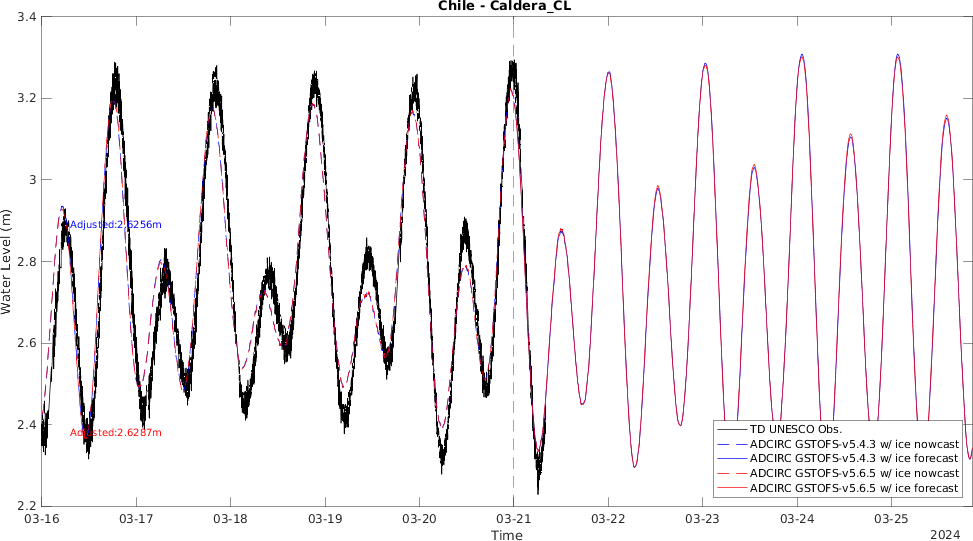 Chile - Caldera_CL
3.4
3.2
3
2.8
2.6
2.4
2.2
Water Level (m)
Adjusted:2.6256m
Adjusted:2.6287m
TD UNESCO Obs.
ADCIRC GSTOFS-v5.4.3 w/ ice nowcast
ADCIRC GSTOFS-v5.4.3 w/ ice forecast
ADCIRC GSTOFS-v5.6.5 w/ ice nowcast
ADCIRC GSTOFS-v5.6.5 w/ ice forecast
03-16 03-17 03-18 03-19 03-20 03-21 03-22 03-23 03-24 03-25
Time
2024